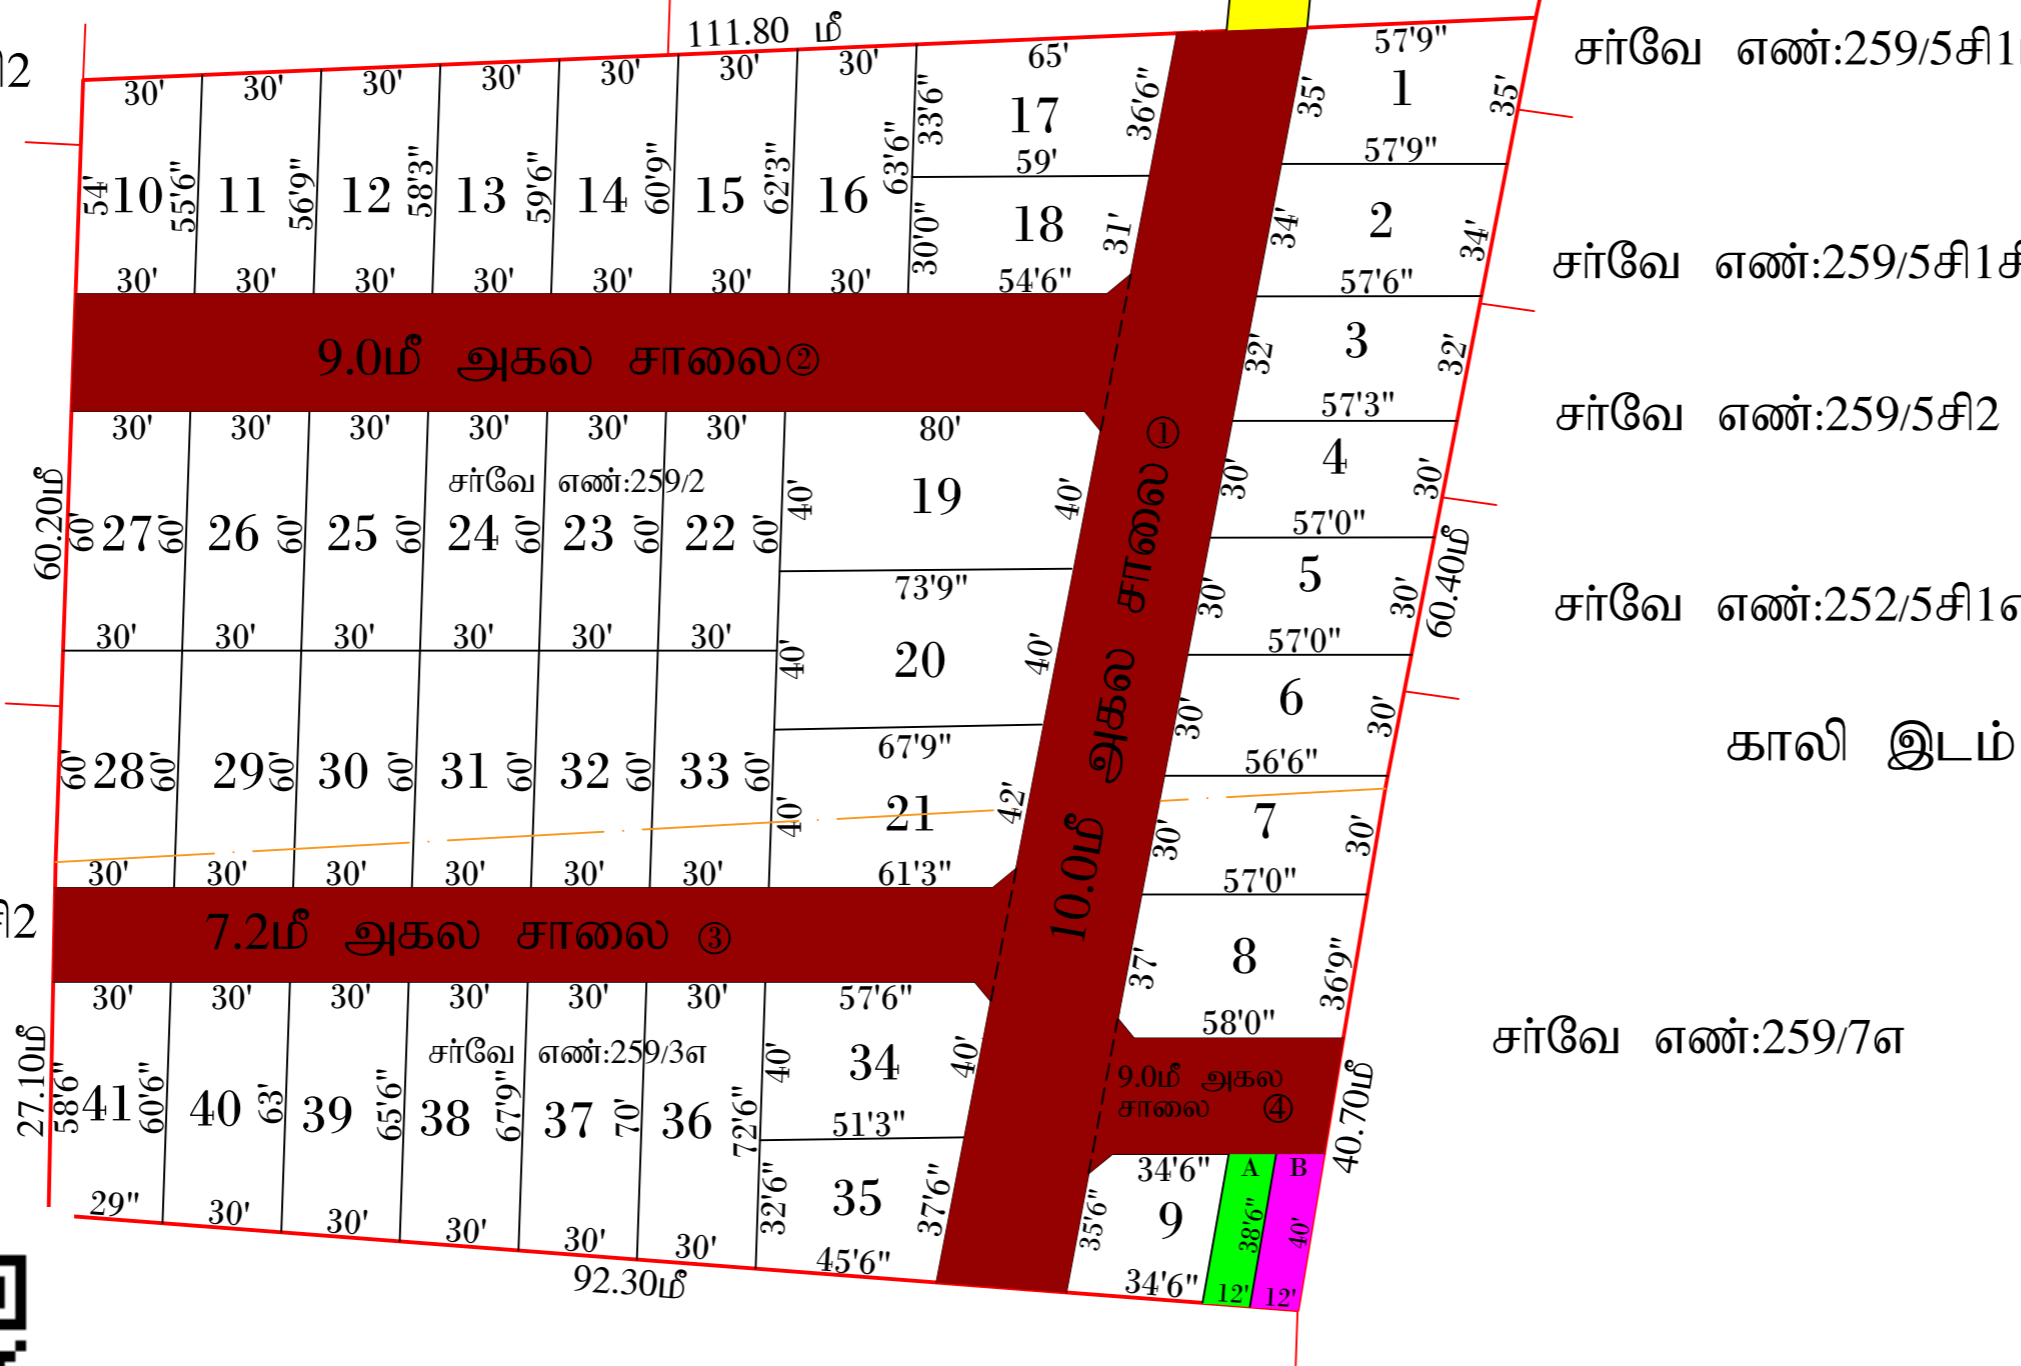 111.80 மீ
சி2
57'9"
சர்வே எண்:259/5சி1
30' 30' 30' 30' 30' 30' 30' 65'
35' 1 35'
33'6" 17 36'6"
57'9"
59'
54' 10 55'6" 11 56'9" 12 58'3" 13 59'6" 14 60'9" 15 62'3" 16 63'6"
30'0" 18 31' 34' 2 34'
சர்வே எண்:259/5சி1சி
30' 30' 30' 30' 30' 30' 30' 54'6" 57'6"
9.0மீ அகல சாலை②
32' 3 32'
57'3"
சர்வே எண்:259/5சி2
30' 30' 30' 30' 30' 30' 80'
30' 4 30'
சர்வே எண்:259/2
40' 19 40'
57'0"
60.20மீ
60' 27 60' 26 60' 25 60' 24 60' 23 60' 22 60'
10.0மீ அகல சாலை ①
30' 5 30'
60.40மீ
73'9"
57'0"
சர்வே எண்:252/5சி1எ
30' 30' 30' 30' 30' 30'
40' 20 40'
30' 6 30'
67'9" 56'6"
காலி இடம்
60' 28 60' 29 60' 30 60' 31 60' 32 60' 33 60'
40' 21 42' 30' 7 30'
30' 30' 30' 30' 30' 30' 61'3" 57'0"
சி2
7.2மீ அகல சாலை ③
37' 8 36'9"
58'0"
30' 30' 30' 30' 30' 30' 57'6"
சர்வே எண்:259/3எ
சர்வே எண்:259/7எ
27.10மீ
40' 34 40'
9.0மீ அகல
சாலை ④
40.70மீ
58'6" 41 60'6" 40 63' 39 65'6" 38 67'9" 37 70' 36 72'6"
51'3"
34'6" A B
32'6" 35 37'6" 35'6" 9 38'6" 40'
29" 30' 30' 30' 30' 30' 45'6" 34'6" 12' 12'
92.30மீ